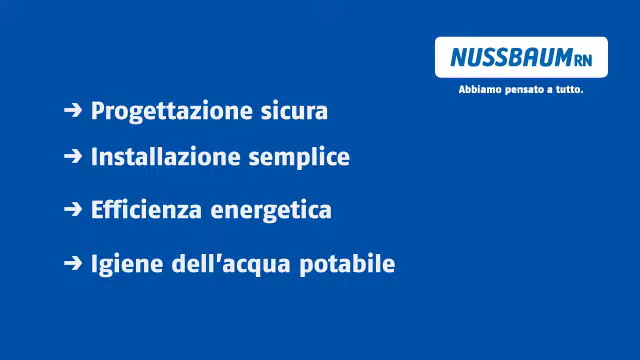 NUSSBAUM RN
Abbiamo pensato a tutto.
→ Progettazione sicura
→ Installazione semplice
→ Efficienza energetica
→ Igiene dell'acqua potabile